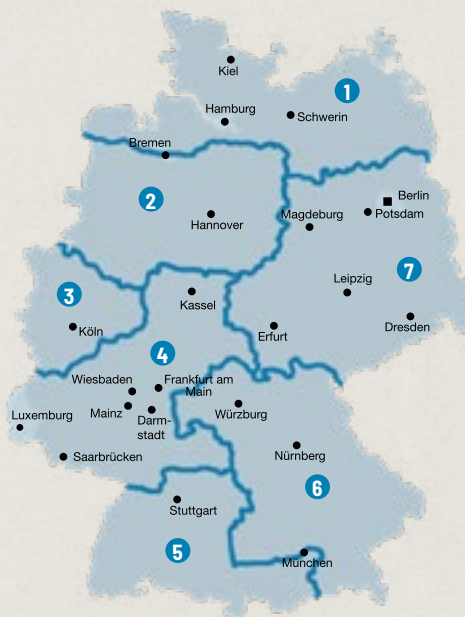 Kiel
1
Hamburg
Schwerin
Bremen
Berlin
2
Potsdam
Magdeburg
Hannover
7
Leipzig
3
Kassel
Köln
Erfurt
Dresden
4
Wiesbaden
Frankfurt am
Main
Mainz
Darm-
stadt
Würzburg
Luxemburg
Saarbrücken
Nürnberg
6
Stuttgart
5
München